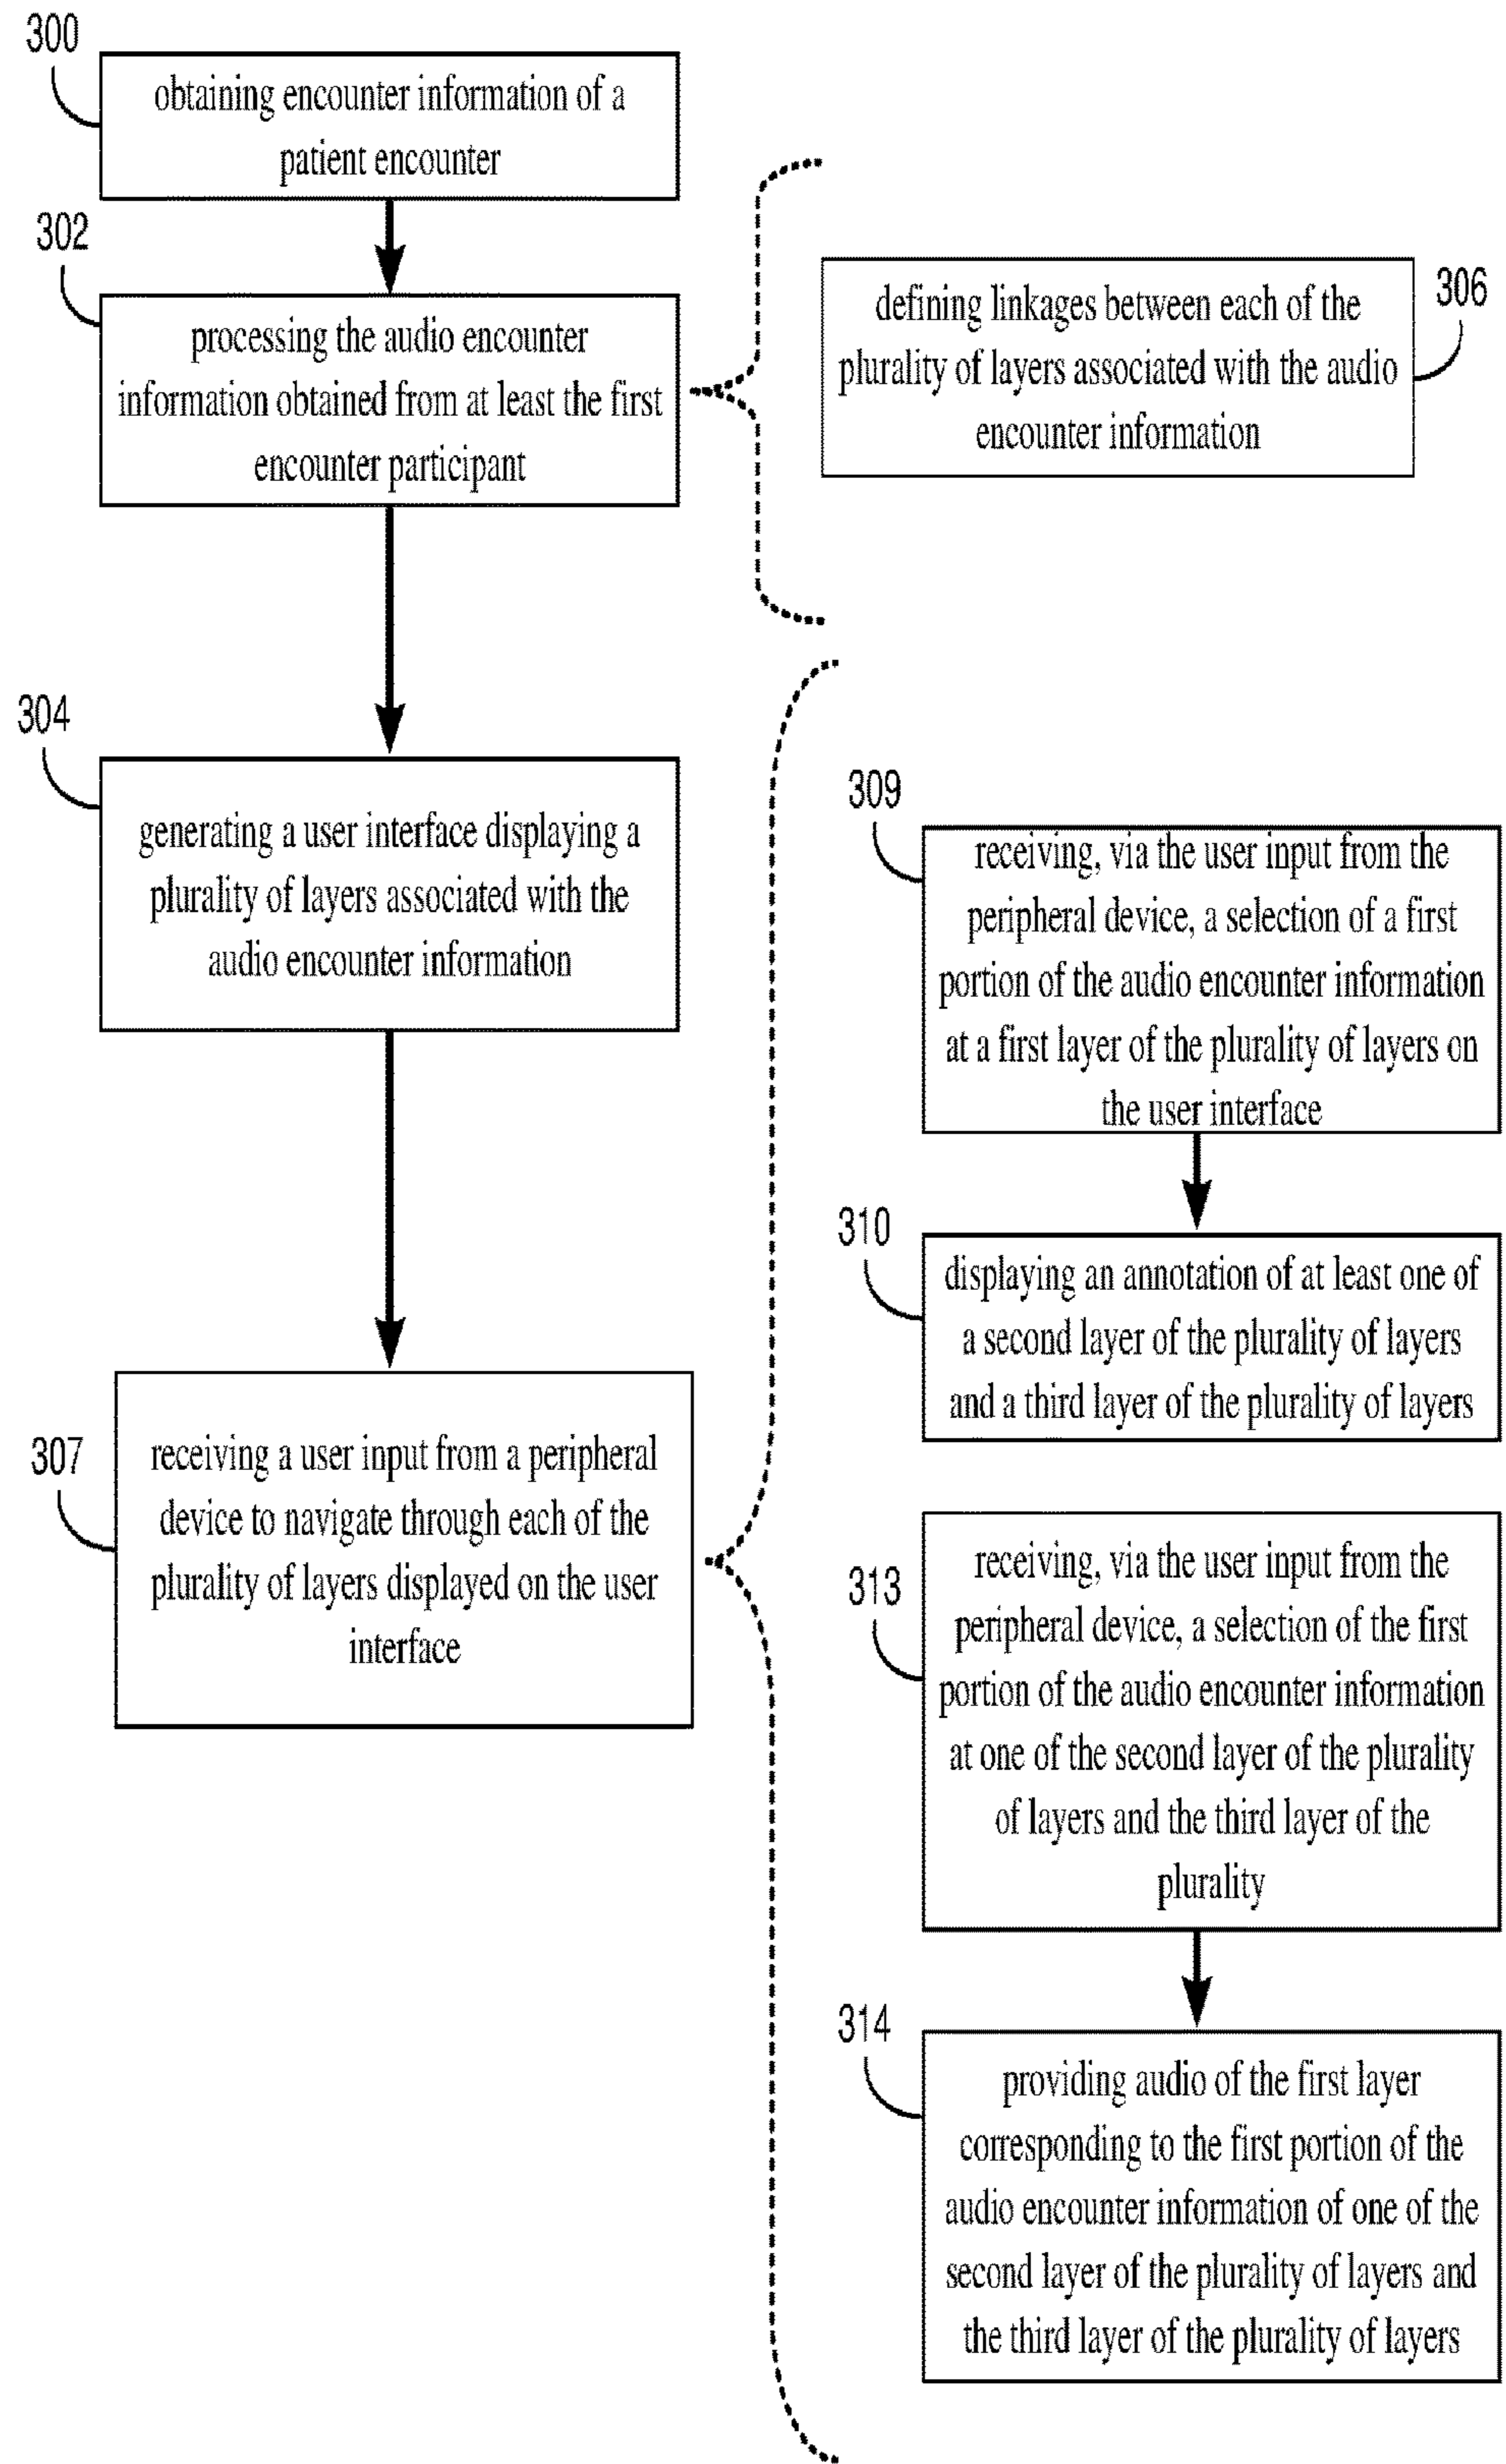 300
obtaining encounter information of a
patient encounter
302
processing the audio encounter
information obtained from at least the first
encounter participant
306
defining linkages between each of the
plurality of layers associated with the audio
encounter information
304
generating a user interface displaying a
plurality of layers associated with the
audio encounter information
307
receiving a user input from a peripheral
device to navigate through each of the
plurality of layers displayed on the user
interface
309
receiving, via the user input from the
peripheral device, a selection of a first
portion of the audio encounter information
at a first layer of the plurality of layers on
the user interface
310
displaying an annotation of at least one of
a second layer of the plurality of layers
and a third layer of the plurality of layers
313
receiving, via the user input from the
peripheral device, a selection of the first
portion of the audio encounter information
at one of the second layer of the plurality
of layers and the third layer of the
plurality
314
providing audio of the first layer
corresponding to the first portion of the
audio encounter information of one of the
second layer of the plurality of layers and
the third layer of the plurality of layers